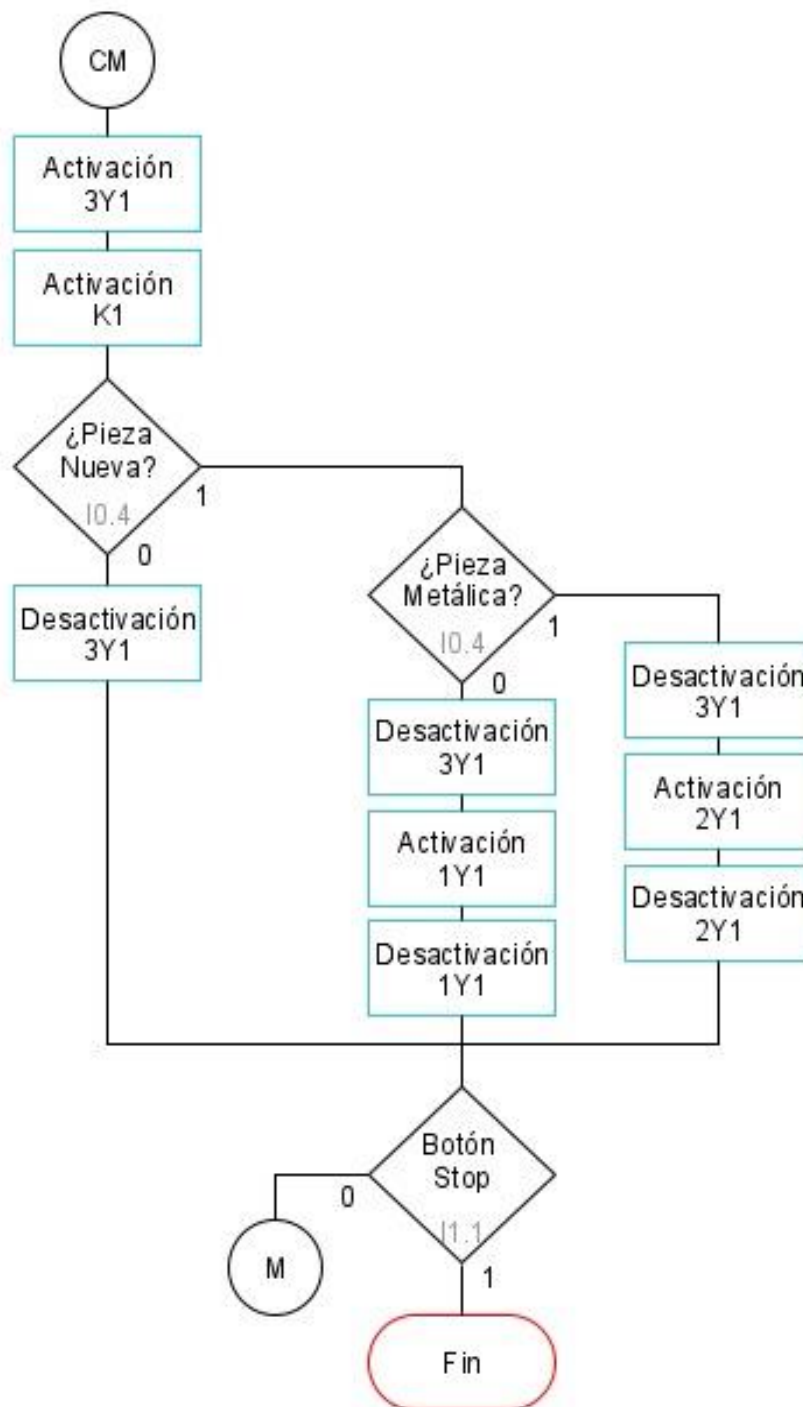 CM
Activación
3Y1
Activación
K1
¿Pieza
Nueva?
I0.4
1
0
Desactivación
3Y1
¿Pieza
Metálica?
I0.4
1
0
Desactivación
3Y1
Activación
1Y1
Desactivación
1Y1
Desactivación
3Y1
Activación
2Y1
Desactivación
2Y1
Botón
Stop
I1.1
0
1
M
Fin